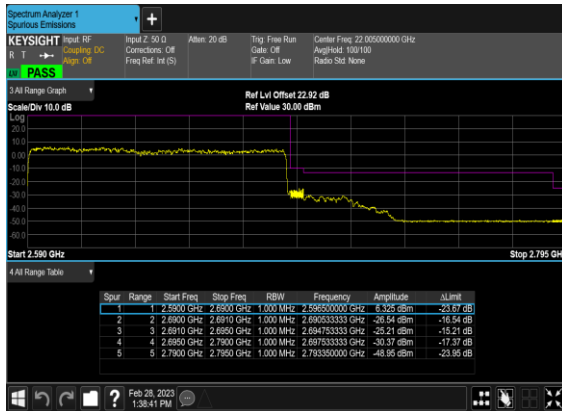 Spectrum Analyzer 1
Spurious Emissions
KEYSIGHT Input: RF Input Z: 50 Ω Atten: 20 dB Trig: Free Run Center Freq: 22.005000000 GHz
R T Coupling: DC Corrections: Off Gate: Off Avg|Hold: 100/100
Align: Off Freq Ref: Int (S) IF Gain: Low Radio Std: None
PASS
3 All Range Graph
Ref Lvl Offset 22.92 dB
Scale/Div 10.0 dB Ref Value 30.00 dBm
Log
20.0
10.0
0.00
-10.0
-20.0
-30.0
-40.0
-50.0
-60.0
Start 2.590 GHz Stop 2.795 GH
4 All Range Table
Spur Range Start Freq Stop Freq RBW Frequency Amplitude ΔLimit
1 1 2.5900 GHz 2.6900 GHz 1.000 MHz 2.596500000 GHz 6.325 dBm -23.67 dB
2 2 2.6900 GHz 2.6910 GHz 1.000 MHz 2.690533333 GHz -26.54 dBm -16.54 dB
3 3 2.6910 GHz 2.6950 GHz 1.000 MHz 2.694753333 GHz -25.21 dBm -15.21 dB
4 4 2.6950 GHz 2.7900 GHz 1.000 MHz 2.697533333 GHz -30.37 dBm -17.37 dB
5 5 2.7900 GHz 2.7950 GHz 1.000 MHz 2.793350000 GHz -48.95 dBm -23.95 dB
Feb 28, 2023
1:38:41 PM